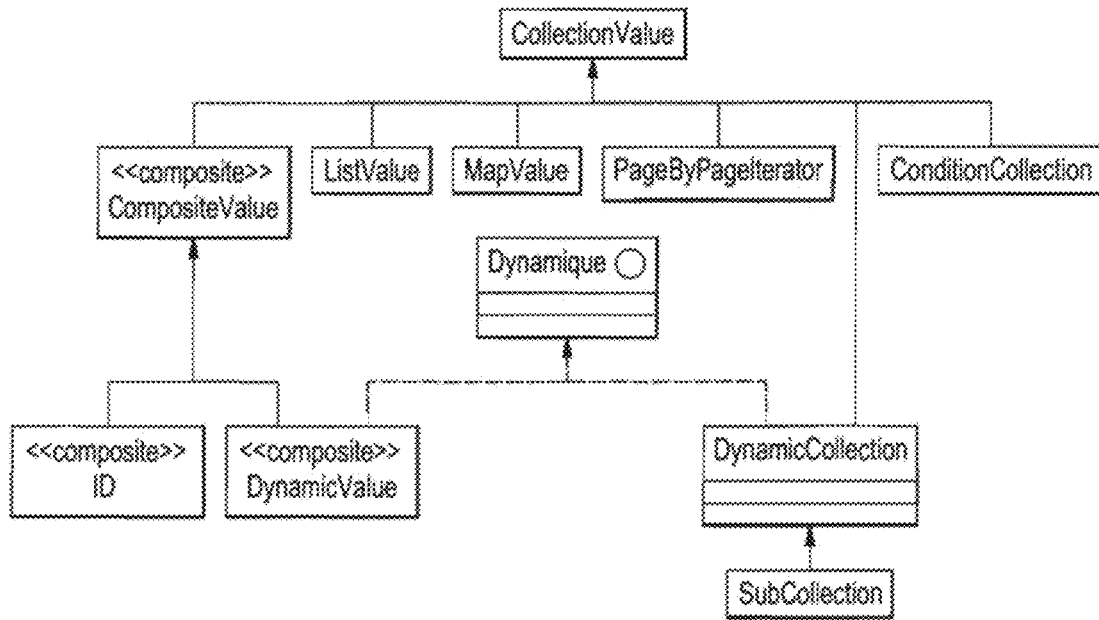 CollectionValue
<<composite>>
CompositeValue
ListValue
MapValue
PageByPageIterator
ConditionCollection
Dynamique
<<composite>>
ID
<<composite>>
DynamicValue
DynamicCollection
SubCollection